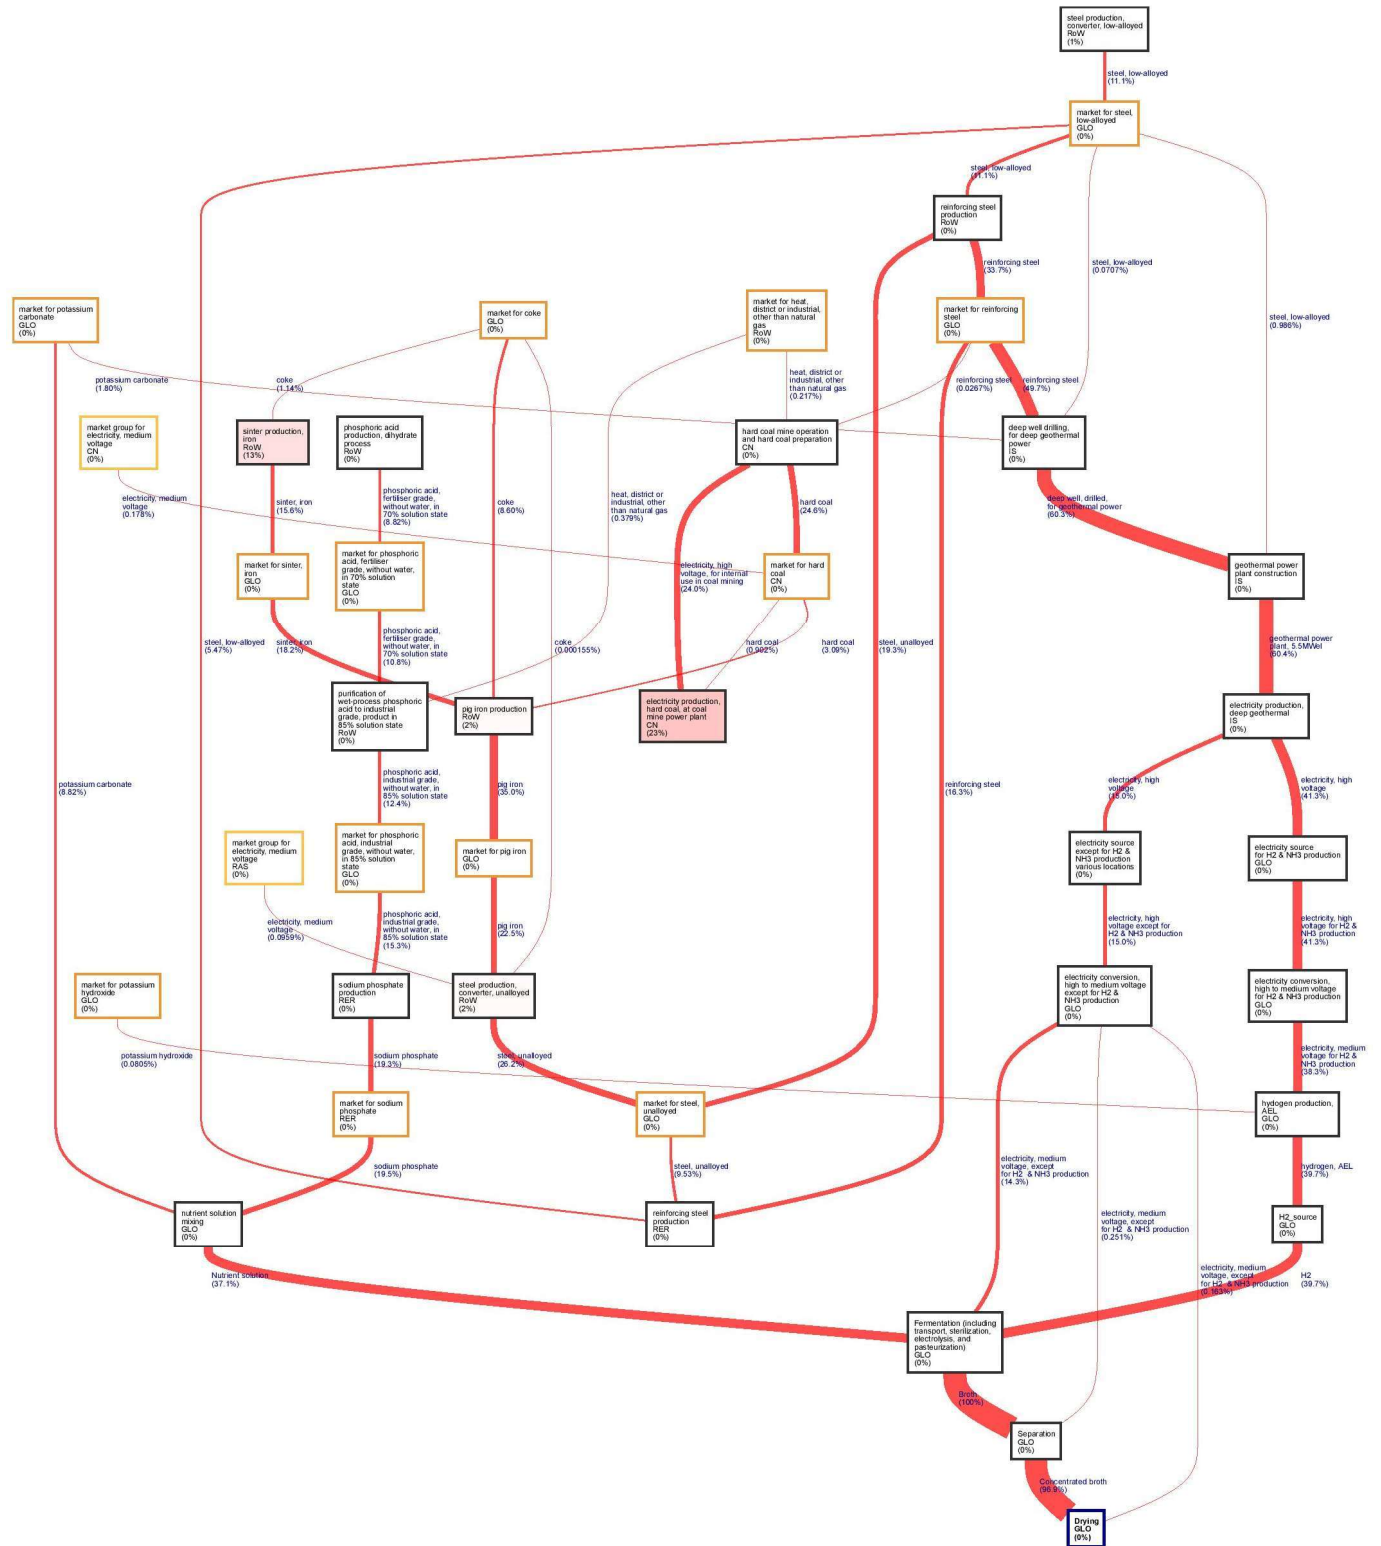 steel production,
converter, low-alloyed
RoW
(1%)
steel, low-alloyed
(11.1%)
market for steel,
low-alloyed
GLO
(0%)
steel, low-alloyed
(11.1%)
reinforcing steel
production
RoW
(0%)
steel, low-alloyed
(0.0707%)
reinforcing steel
(33.7%)
steel, low-alloyed
(0.986%)
market for potassium
carbonate
GLO
(0%)
market for coke
GLO
(0%)
market for heat,
district or industrial,
other than natural
gas
RoW
(0%)
market for reinforcing
steel
GLO
(0%)
potassium carbonate
(1.80%)
coke
(1.14%)
heat, district or
industrial, other
than natural gas
(0.217%)
reinforcing steel
(0.0267%)
reinforcing steel
(49.7%)
market group for
electricity, medium
voltage
CN
(0%)
sinter production,
iron
RoW
(13%)
phosphoric acid
production, dihydrate
process
RoW
(0%)
hard coal mine operation
and hard coal preparation
CN
(0%)
deep well drilling,
for deep geothermal
power
IS
(0%)
electricity, medium
voltage
(0.178%)
sinter, iron
(15.6%)
phosphoric acid,
fertiliser grade,
without water, in
70% solution state
(8.82%)
coke
(8.60%)
heat, district or
industrial, other
than natural gas
(0.379%)
hard coal
(24.6%)
deep well, drilled,
for geothermal power
(60.3%)
market for sinter,
iron
GLO
(0%)
market for phosphoric
acid, fertiliser
grade, without water,
in 70% solution
state
GLO
(0%)
electricity, high
voltage, for internal
use in coal mining
(24.0%)
market for hard
coal
CN
(0%)
geothermal power
plant construction
IS
(0%)
steel, low-alloyed
(5.47%)
sinter, iron
(18.2%)
phosphoric acid,
fertiliser grade,
without water, in
70% solution state
(10.8%)
coke
(0.000155%)
hard coal
(0.902%)
hard coal
(3.09%)
steel, unalloyed
(19.3%)
geothermal power
plant, 5.5MWel
(60.4%)
purification of
wet-process phosphoric
acid to industrial
grade, product in
85% solution state
RoW
(0%)
pig iron production
RoW
(2%)
electricity production,
hard coal, at coal
mine power plant
CN
(23%)
electricity production,
deep geothermal
IS
(0%)
potassium carbonate
(8.82%)
phosphoric acid,
industrial grade,
without water, in
85% solution state
(12.4%)
pig iron
(35.0%)
reinforcing steel
(16.3%)
electricity, high
voltage
(15.0%)
electricity, high
voltage
(41.3%)
market group for
electricity, medium
voltage
RAS
(0%)
market for phosphoric
acid, industrial
grade, without water,
in 85% solution
state
GLO
(0%)
market for pig iron
GLO
(0%)
electricity source
except for H2 &
NH3 production
various locations
(0%)
electricity source
for H2 & NH3 production
GLO
(0%)
electricity, medium
voltage
(0.0959%)
phosphoric acid,
industrial grade,
without water, in
85% solution state
(15.3%)
pig iron
(22.5%)
electricity, high
voltage except for
H2 & NH3 production
(15.0%)
electricity, high
voltage for H2 &
NH3 production
(41.3%)
market for potassium
hydroxide
GLO
(0%)
sodium phosphate
production
RER
(0%)
steel production,
converter, unalloyed
RoW
(2%)
electricity conversion,
high to medium voltage
except for H2 &
NH3 production
GLO
(0%)
electricity conversion,
high to medium voltage
for H2 & NH3 production
GLO
(0%)
potassium hydroxide
(0.0805%)
sodium phosphate
(19.3%)
steel, unalloyed
(26.2%)
electricity, medium
voltage for H2 &
NH3 production
(38.3%)
market for sodium
phosphate
RER
(0%)
market for steel,
unalloyed
GLO
(0%)
hydogen production,
AEL
GLO
(0%)
sodium phosphate
(19.5%)
steel, unalloyed
(9.53%)
electricity, medium
voltage, except
for H2 & NH3 production
(14.3%)
hydrogen, AEL
(39.7%)
nutrient solution
mixing
GLO
(0%)
reinforcing steel
production
RER
(0%)
electricity, medium
voltage, except
for H2 & NH3 production
(0.251%)
H2_source
GLO
(0%)
Nutrient solution
(37.1%)
electricity, medium
voltage, except
for H2 & NH3 production
(0.163%)
H2
(39.7%)
Fermentation (including
transport, sterilization,
electrolysis, and
pasteurization)
GLO
(0%)
Broth
(100%)
Separation
GLO
(0%)
Concentrated broth
(96.9%)
Drying
GLO
(0%)